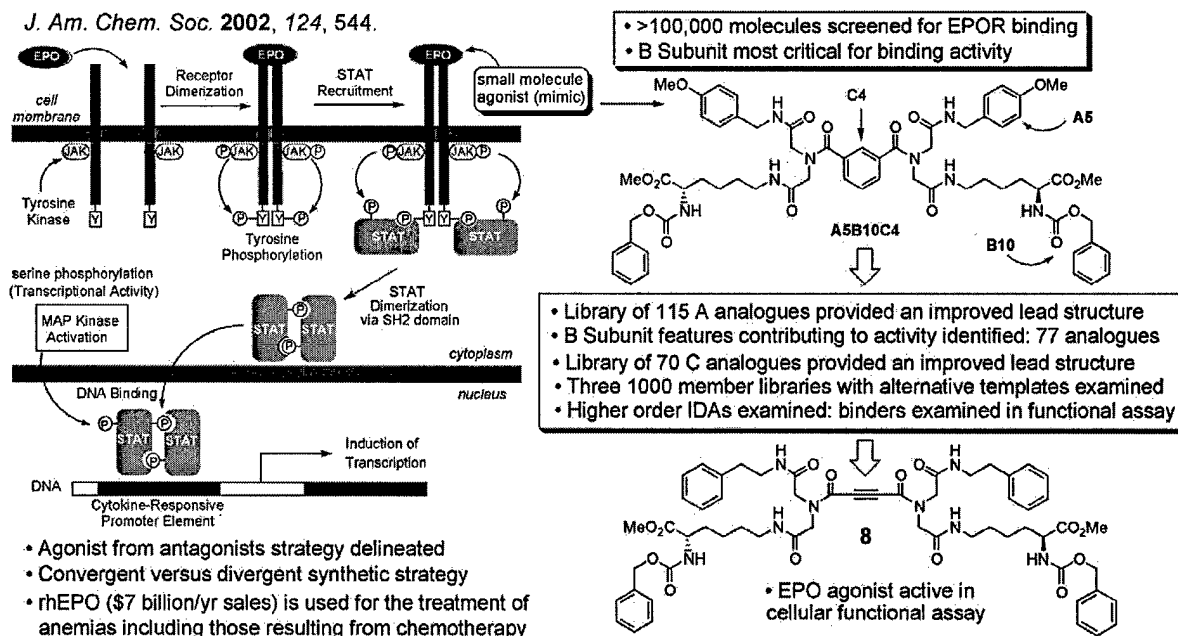 J. Am. Chem. Soc. 2002, 124, 544.
EPO
cell
membrane
Receptor
Dimerization
EPO
STAT
Recruitment
EPO
small molecule
agonist (mimic)
JAK
JAK
P JAK
JAK P
P JAK
JAK P
Tyrosine
Kinase
Y
Y
P
Y
Y
P
Tyrosine
Phosphorylation
P
P
Y
Y
P
P
STAT
STAT
serine phosphorylation
(Transcriptional Activity)
MAP Kinase
Activation
STAT
Dimerization
via SH2 domain
P
STAT
STAT
P
cytoplasm
nucleus
DNA Binding
P
STAT
P
STAT
P
Induction of
Transcription
DNA
Cytokine-Responsive
Promoter Element
• Agonist from antagonists strategy delineated
• Convergent versus divergent synthetic strategy
• rhEPO ($7 billion/yr sales) is used for the treatment of
anemias including those resulting from chemotherapy
• >100,000 molecules screened for EPOR binding
• B Subunit most critical for binding activity
MeO
C4
OMe
A5
H
N
O
O
O
O
H
N
N
N
MeO2C
H
N
O
O
H
N
MeO2C
HN
O
O
A5B10C4
B10
HN
O
O
• Library of 115 A analogues provided an improved lead structure
• B Subunit features contributing to activity identified: 77 analogues
• Library of 70 C analogues provided an improved lead structure
• Three 1000 member libraries with alternative templates examined
• Higher order IDAs examined: binders examined in functional assay
H
N
O
O
O
O
H
N
N
N
8
MeO2C
H
N
O
O
H
N
CO2Me
O
NH
O
HN
O
O
• EPO agonist active in
cellular functional assay